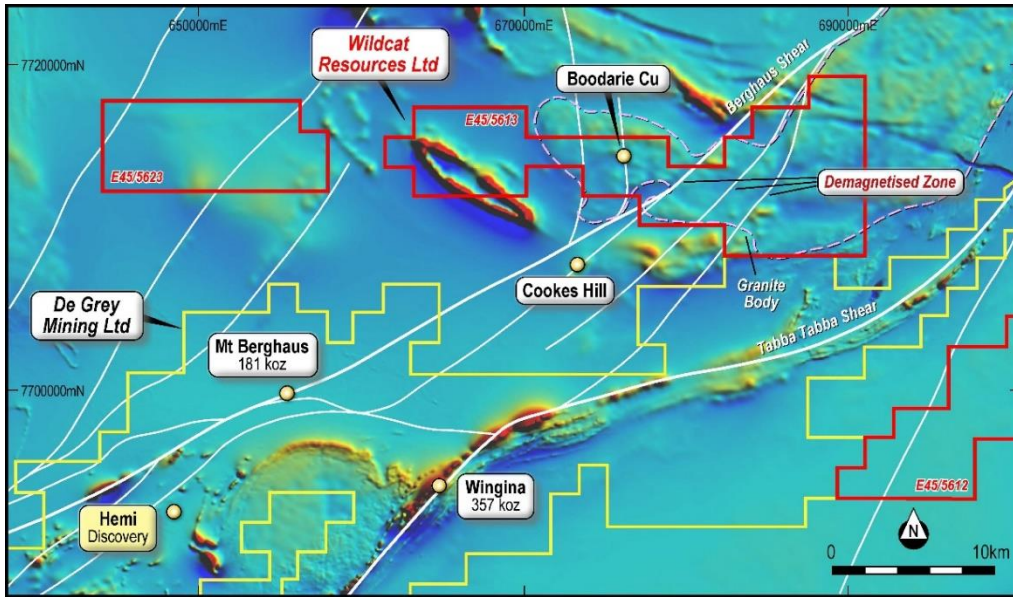 650000mE
670000mE
690000mE
7720000mN
Wildcat
Resources Ltd
Boodarie Cu
Berghaus Shear
E45/5613
E45/5623
Demagnetised Zone
Cookes Hill
Granite
Body
De Grey
Mining Ltd
Mt Berghaus
181 koz
Tabba Tabba Shear
7700000mN
Wingina
357 koz
E45/5612
Hemi
Discovery
N
0
10km